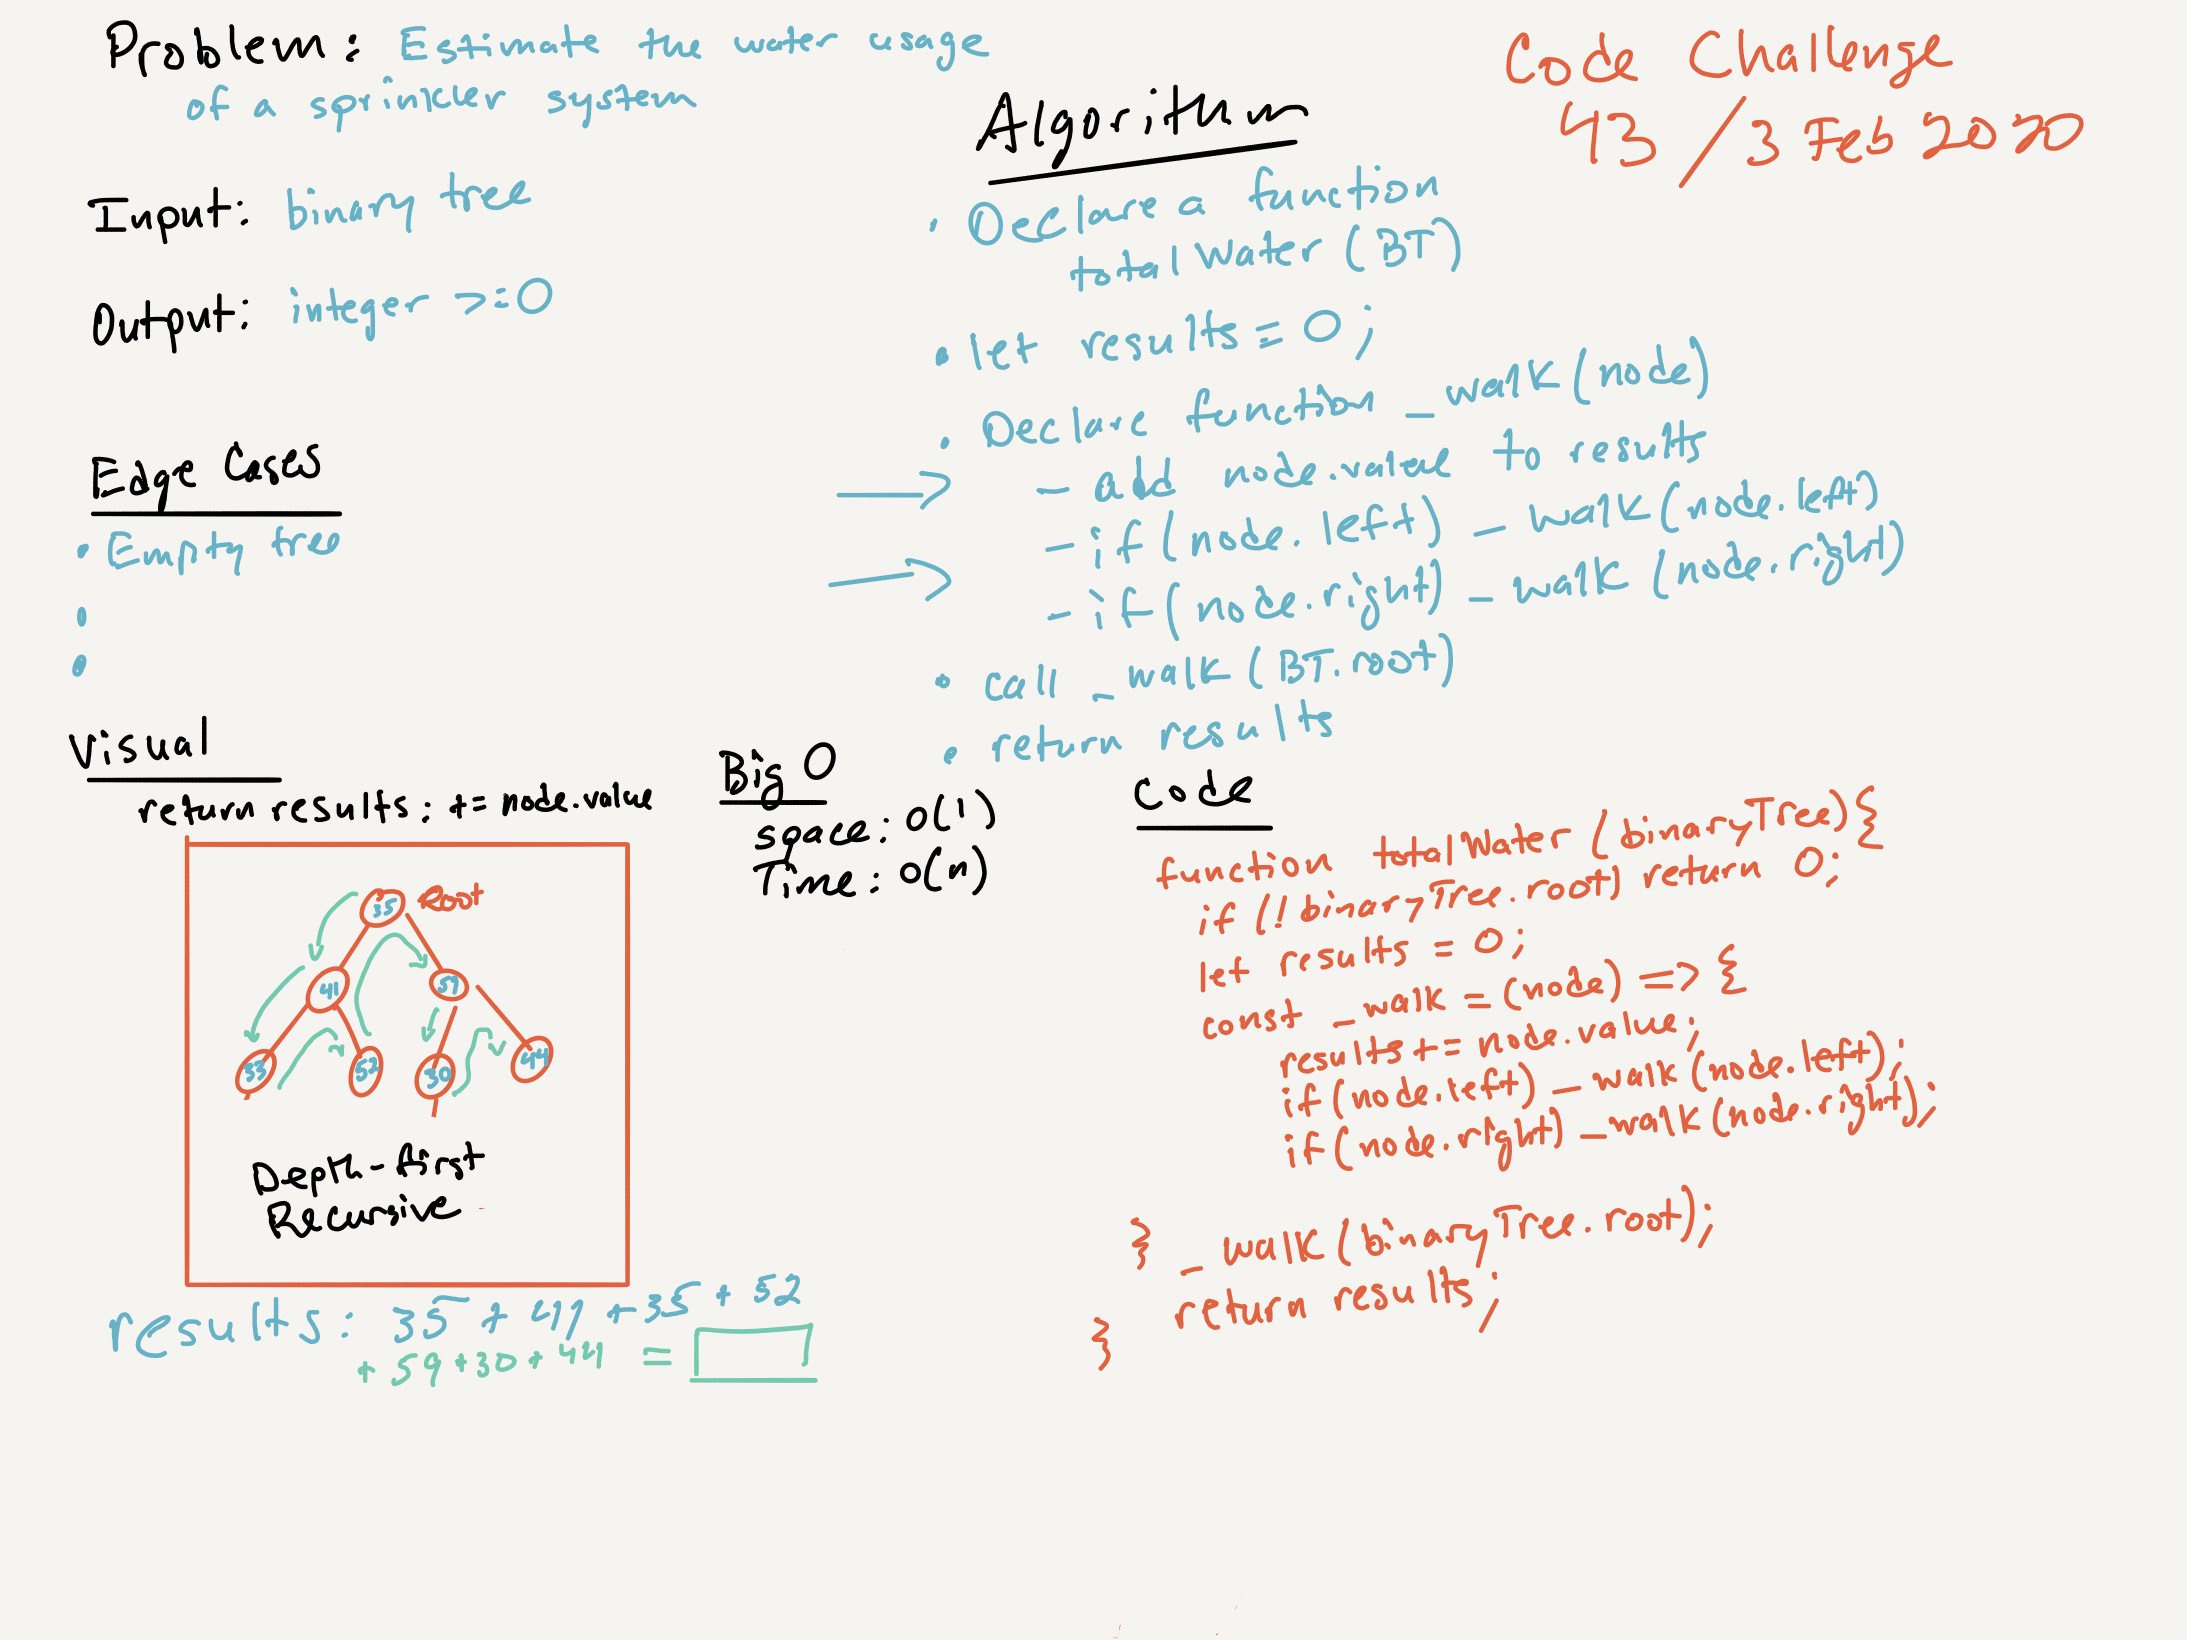 Problem: Estimate the water usage
of a sprinkler system
Code Challenge
43 / 3 Feb 2020
Input: binary tree
Output: integer >=0
Edge Cases
• Empty tree
•
•
Algorithm
• Declare a function
totalWater (BT)
• let results = 0;
• Declare function _walk(node)
- add node.value to results
- if (node.left) _walk(node.left)
- if (node.right) _walk (node.right)
• call _walk (BT.root)
• return results
Visual
return results: += node.value
35 Root
41 59
33 52 30 44
Depth-first
Recursive
results: 35 + 41 + 35 + 52
+ 59 + 30 + 44 =
Big O
space: O(1)
Time: O(n)
Code
function totalWater (binaryTree) {
if (!binaryTree.root) return 0;
let results = 0;
const _walk = (node) => {
results += node.value;
if (node.left) _walk (node.left);
if (node.right) _walk (node.right);
} _walk (binaryTree.root);
return results;
}